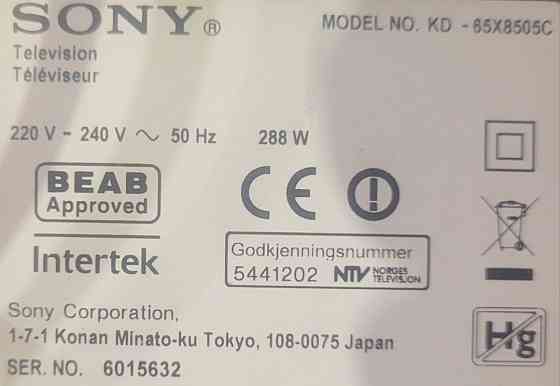 SONY®
MODEL NO. KD - 65X8505C
Television
Téléviseur
220 V ~ 240 V ∿ 50 Hz 288 W
BEAB
Approved
CE
Intertek
Godkjenningsnummer
5441202 NTV NORGES TELEVISJON
Sony Corporation,
1-7-1 Konan Minato-ku Tokyo, 108-0075 Japan
Hg
SER. NO. 6015632